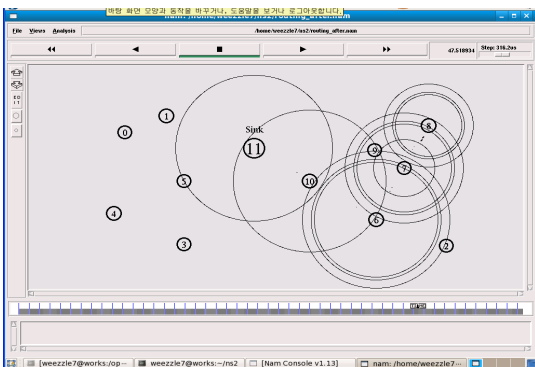 바탕 화면 모양과 동작을 바꾸거나, 도움말을 보거나 로그아웃합니다.
nam: /home/weezzle7/ns2/routing_after.nam
File Views Analysis /home/weezzle7/ns2/routing_after.nam
47.518934 Step: 316.2us
1
0
Sink
11
8
9
7
5
10
4
6
3
2
[weezzle7@works:/op-- weezzle7@works:~/ns2 [Nam Console v1.13] nam: /home/weezzle7--